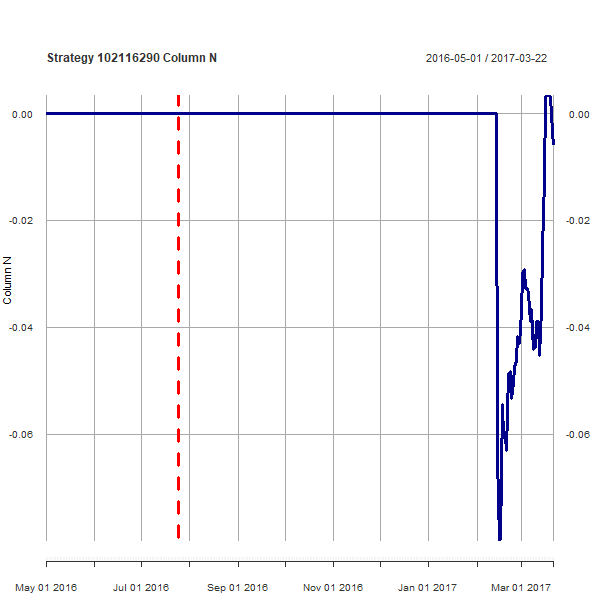 Strategy 102116290 Column N 2016-05-01 / 2017-03-22
0.00 0.00
-0.02 -0.02
Column N
-0.04 -0.04
-0.06 -0.06
May 01 2016 Jul 01 2016 Sep 01 2016 Nov 01 2016 Jan 01 2017 Mar 01 2017